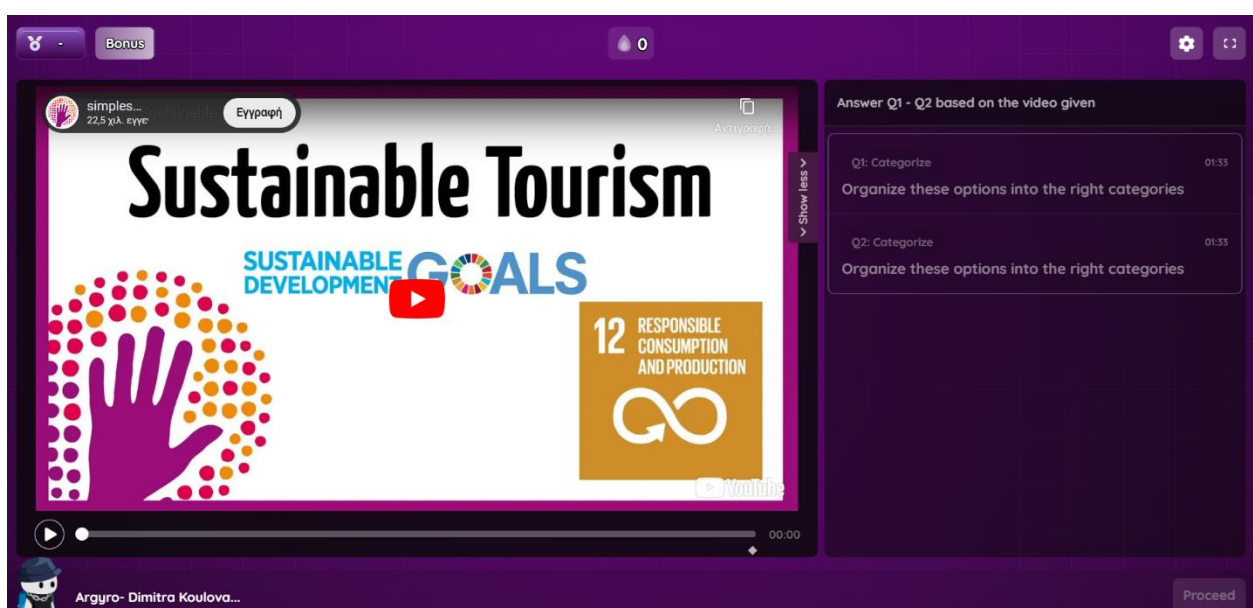 -
Bonus
0
simples...
22,5 χιλ. εγγε
Εγγραφή
Αντιγραφή...
Sustainable Tourism
SUSTAINABLE
DEVELOPMENT
GOALS
12 RESPONSIBLE
CONSUMPTION
AND PRODUCTION
YouTube
Show less
00:00
Answer Q1 - Q2 based on the video given
Q1: Categorize 01:33
Organize these options into the right categories
Q2: Categorize 01:33
Organize these options into the right categories
Argyro- Dimitra Koulova...
Proceed